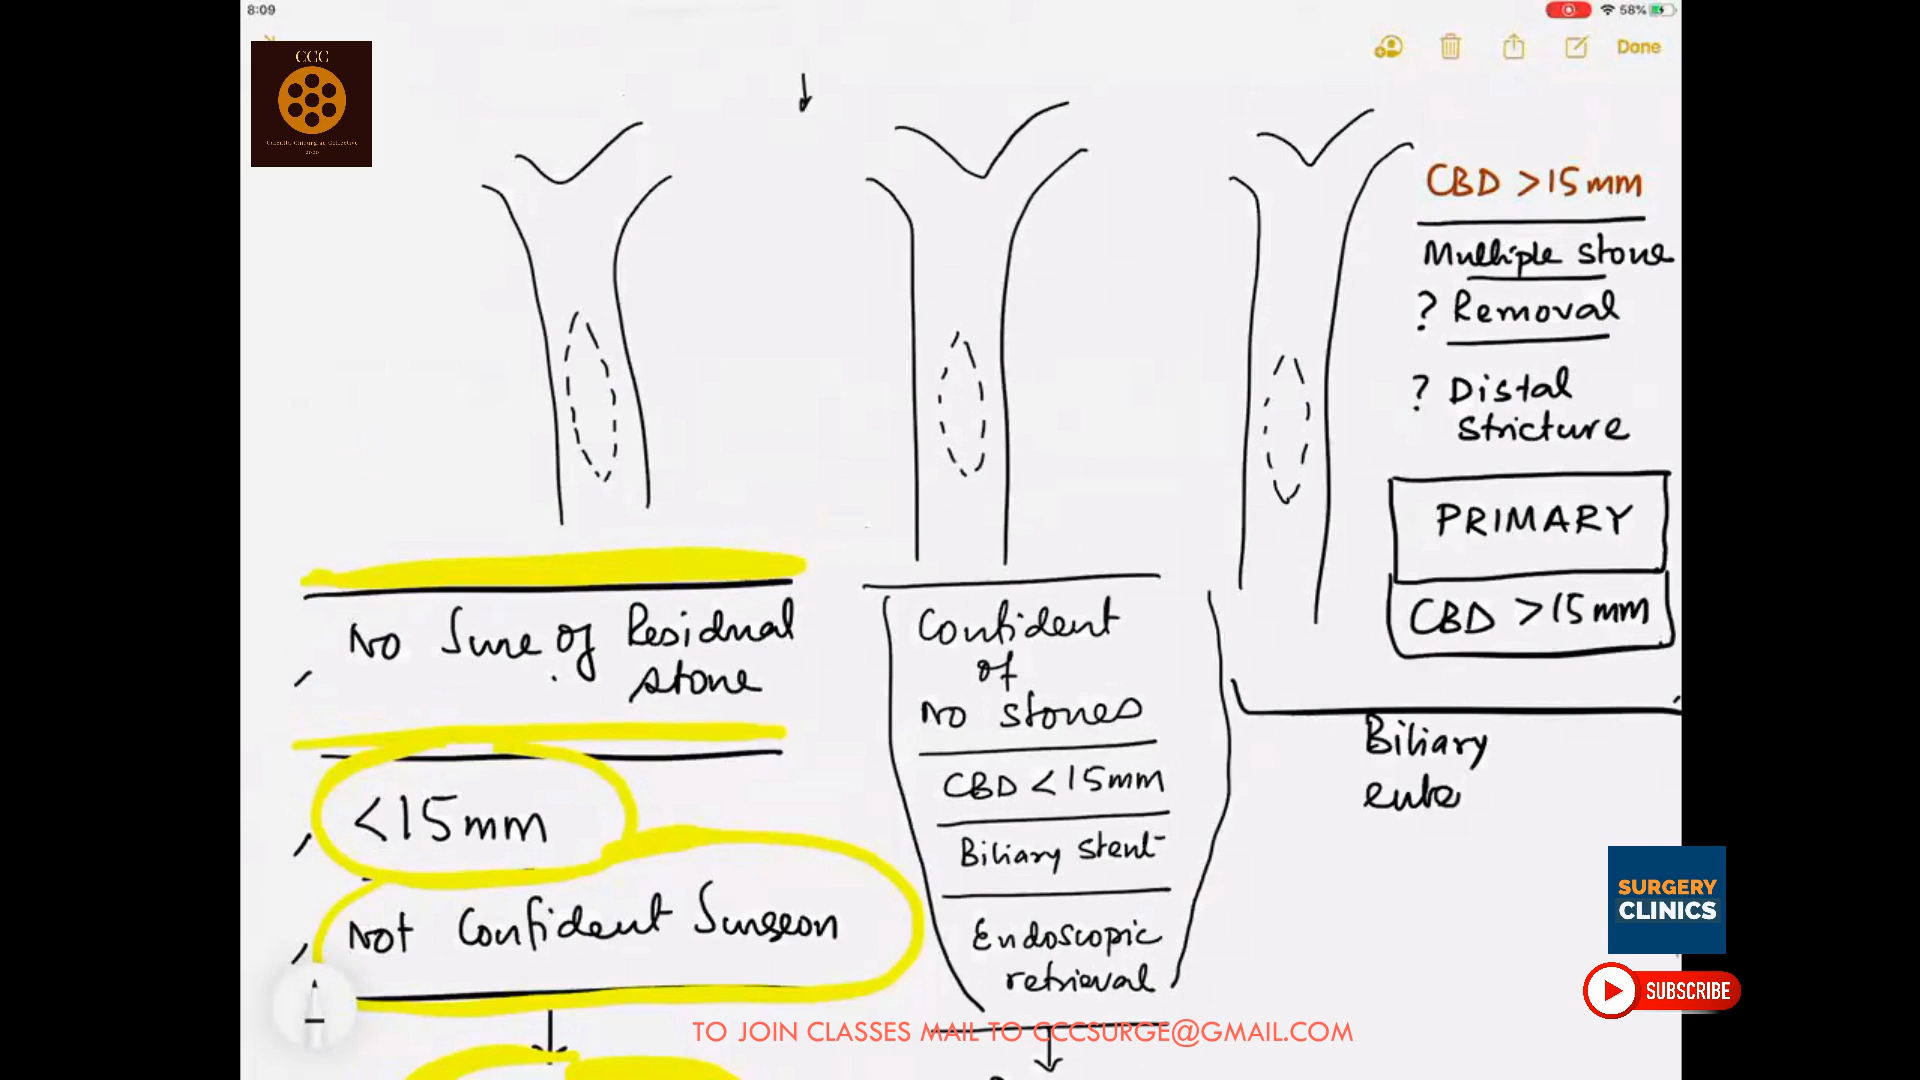 8:09
58%
Done
CCC
2020
CBD >15mm
Multiple stone
? Removal
? Distal
stricture
PRIMARY
CBD >15mm
No Sure of Residual
stone
<15mm
Not Confident Surgeon
Confident
of
No stones
CBD <15mm
Biliary stent
Endoscopic
retrieval
Biliary
SURGERY
CLINICS
SUBSCRIBE
TO JOIN CLASSES MAIL TO CCCSURGE@GMAIL.COM